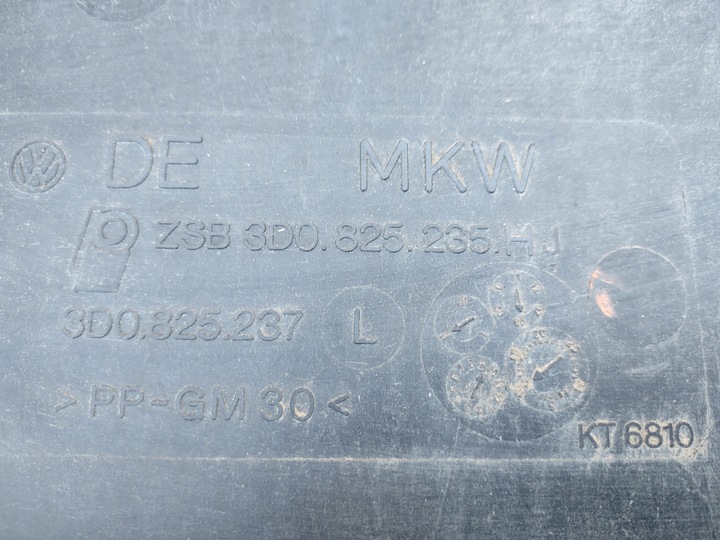 DE MKW
ZSB 3D0.825.235.H J
3D0.825.237 L
>PP-GM 30<
KT 6810